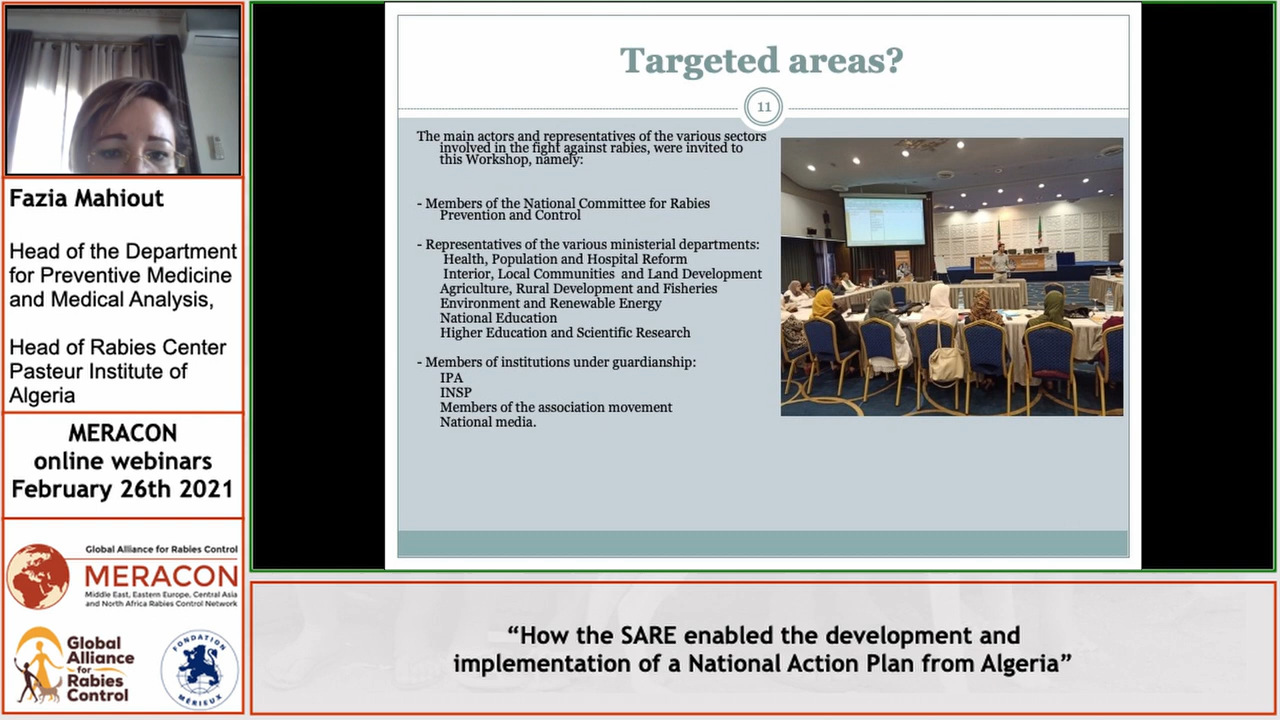 Fazia Mahiout
Head of the Department
for Preventive Medicine
and Medical Analysis,
Head of Rabies Center
Pasteur Institute of
Algeria
MERACON
online webinars
February 26th 2021
Global Alliance for Rabies Control
MERACON
Middle East, Eastern Europe, Central Asia
and North Africa Rabies Control Network
Global
Alliance
for
Rabies
Control
FONDATION
MÉRIEUX
Targeted areas?
11
The main actors and representatives of the various sectors
involved in the fight against rabies, were invited to
this Workshop, namely:
- Members of the National Committee for Rabies
Prevention and Control
- Representatives of the various ministerial departments:
Health, Population and Hospital Reform
Interior, Local Communities and Land Development
Agriculture, Rural Development and Fisheries
Environment and Renewable Energy
National Education
Higher Education and Scientific Research
- Members of institutions under guardianship:
IPA
INSP
Members of the association movement
National media.
“How the SARE enabled the development and
implementation of a National Action Plan from Algeria”